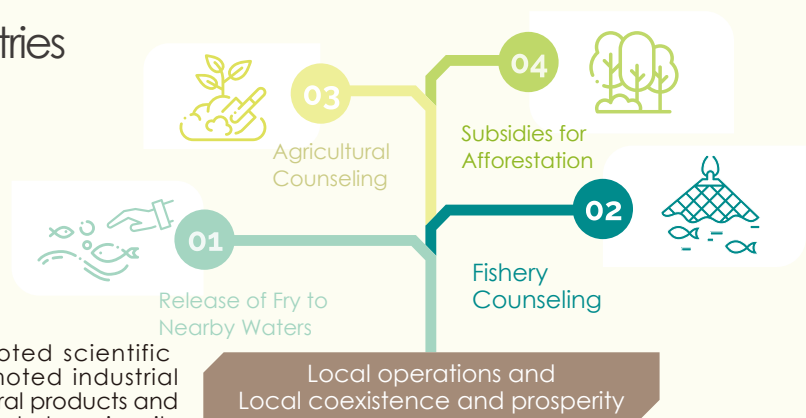 tries
03
04
Agricultural
Counseling
Subsidies for
Afforestation
01
02
Release of Fry to
Nearby Waters
Fishery
Counseling
oted scientific
noted industrial
ral products and
Local operations and
Local coexistence and prosperity